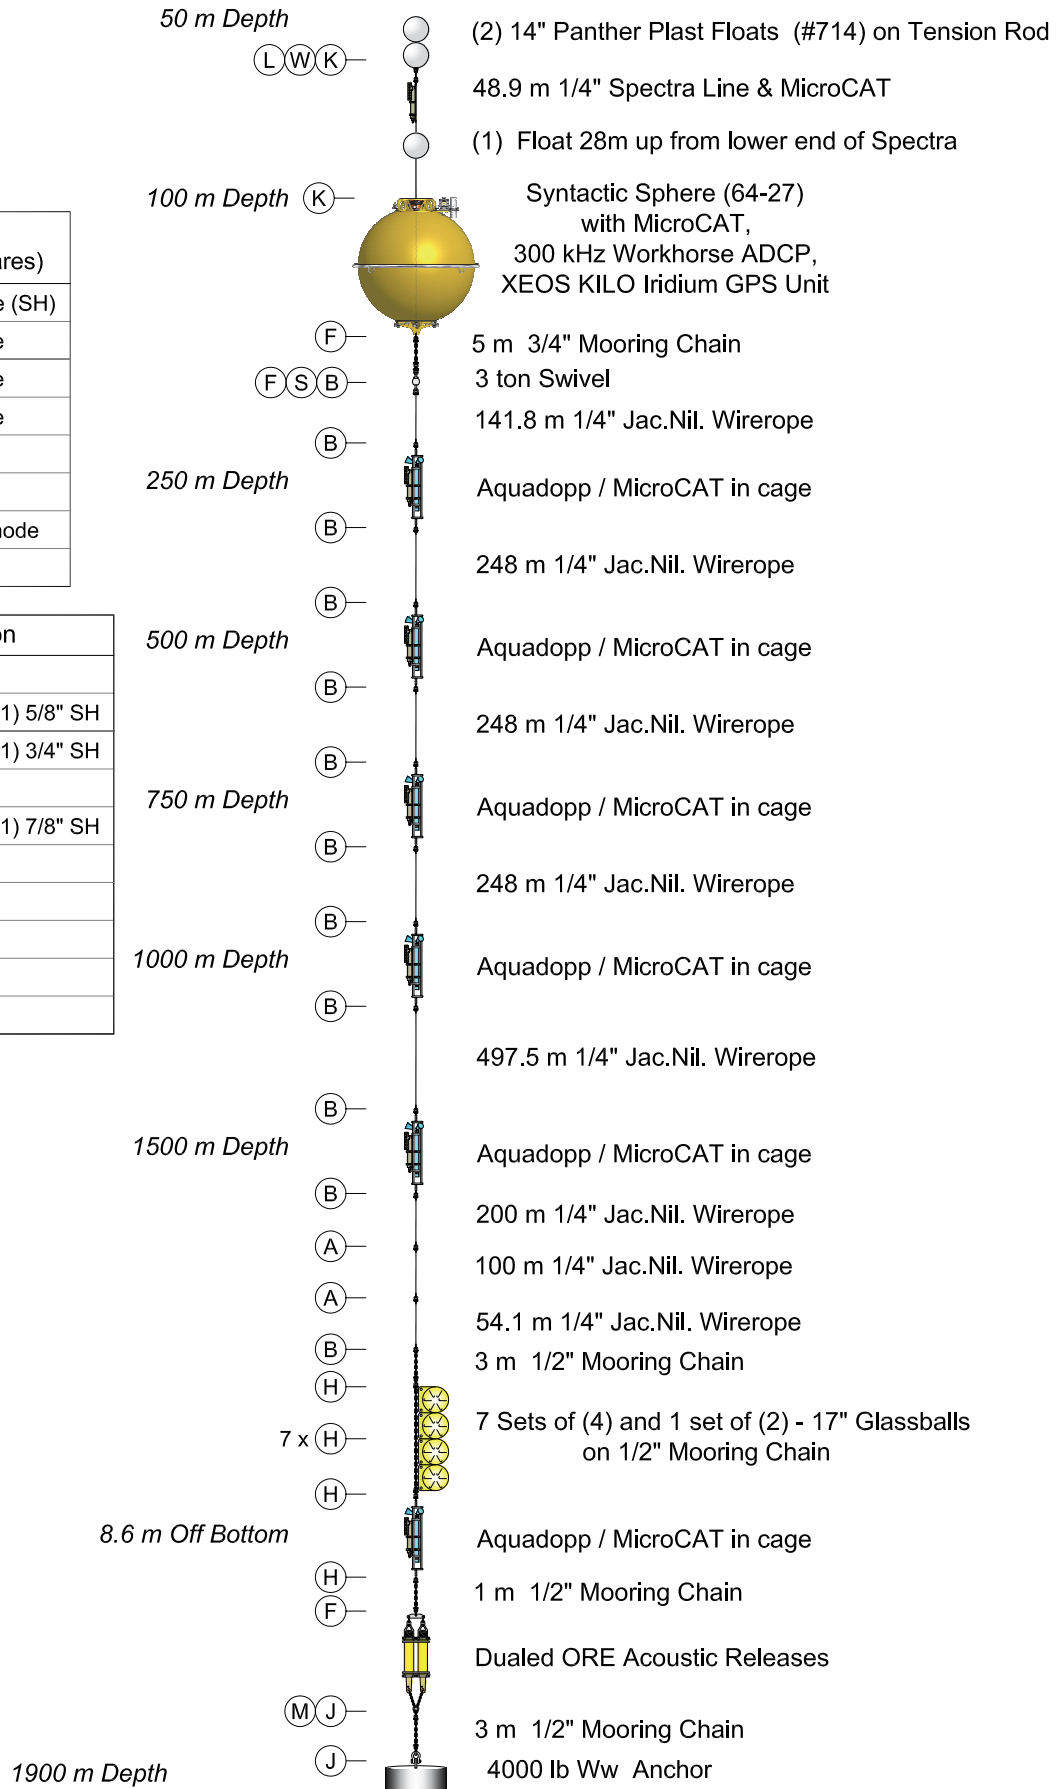 50 m Depth
(2) 14" Panther Plast Floats (#714) on Tension Rod
L W K
48.9 m 1/4" Spectra Line & MicroCAT
(1) Float 28m up from lower end of Spectra
100 m Depth K
Syntactic Sphere (64-27)
with MicroCAT,
300 kHz Workhorse ADCP,
XEOS KILO Iridium GPS Unit
ares)
e (SH)
e
e
e
node
F
5 m 3/4" Mooring Chain
F S B
3 ton Swivel
141.8 m 1/4" Jac.Nil. Wirerope
B
250 m Depth
Aquadopp / MicroCAT in cage
B
248 m 1/4" Jac.Nil. Wirerope
B
on
1) 5/8" SH
1) 3/4" SH
1) 7/8" SH
500 m Depth
Aquadopp / MicroCAT in cage
B
248 m 1/4" Jac.Nil. Wirerope
B
750 m Depth
Aquadopp / MicroCAT in cage
B
248 m 1/4" Jac.Nil. Wirerope
B
1000 m Depth
Aquadopp / MicroCAT in cage
B
497.5 m 1/4" Jac.Nil. Wirerope
B
1500 m Depth
Aquadopp / MicroCAT in cage
B
200 m 1/4" Jac.Nil. Wirerope
A
100 m 1/4" Jac.Nil. Wirerope
A
54.1 m 1/4" Jac.Nil. Wirerope
B
3 m 1/2" Mooring Chain
H
7 Sets of (4) and 1 set of (2) - 17" Glassballs
on 1/2" Mooring Chain
7 x H
H
8.6 m Off Bottom
Aquadopp / MicroCAT in cage
H
1 m 1/2" Mooring Chain
F
Dualed ORE Acoustic Releases
M J
3 m 1/2" Mooring Chain
J
4000 lb Ww Anchor
1900 m Depth